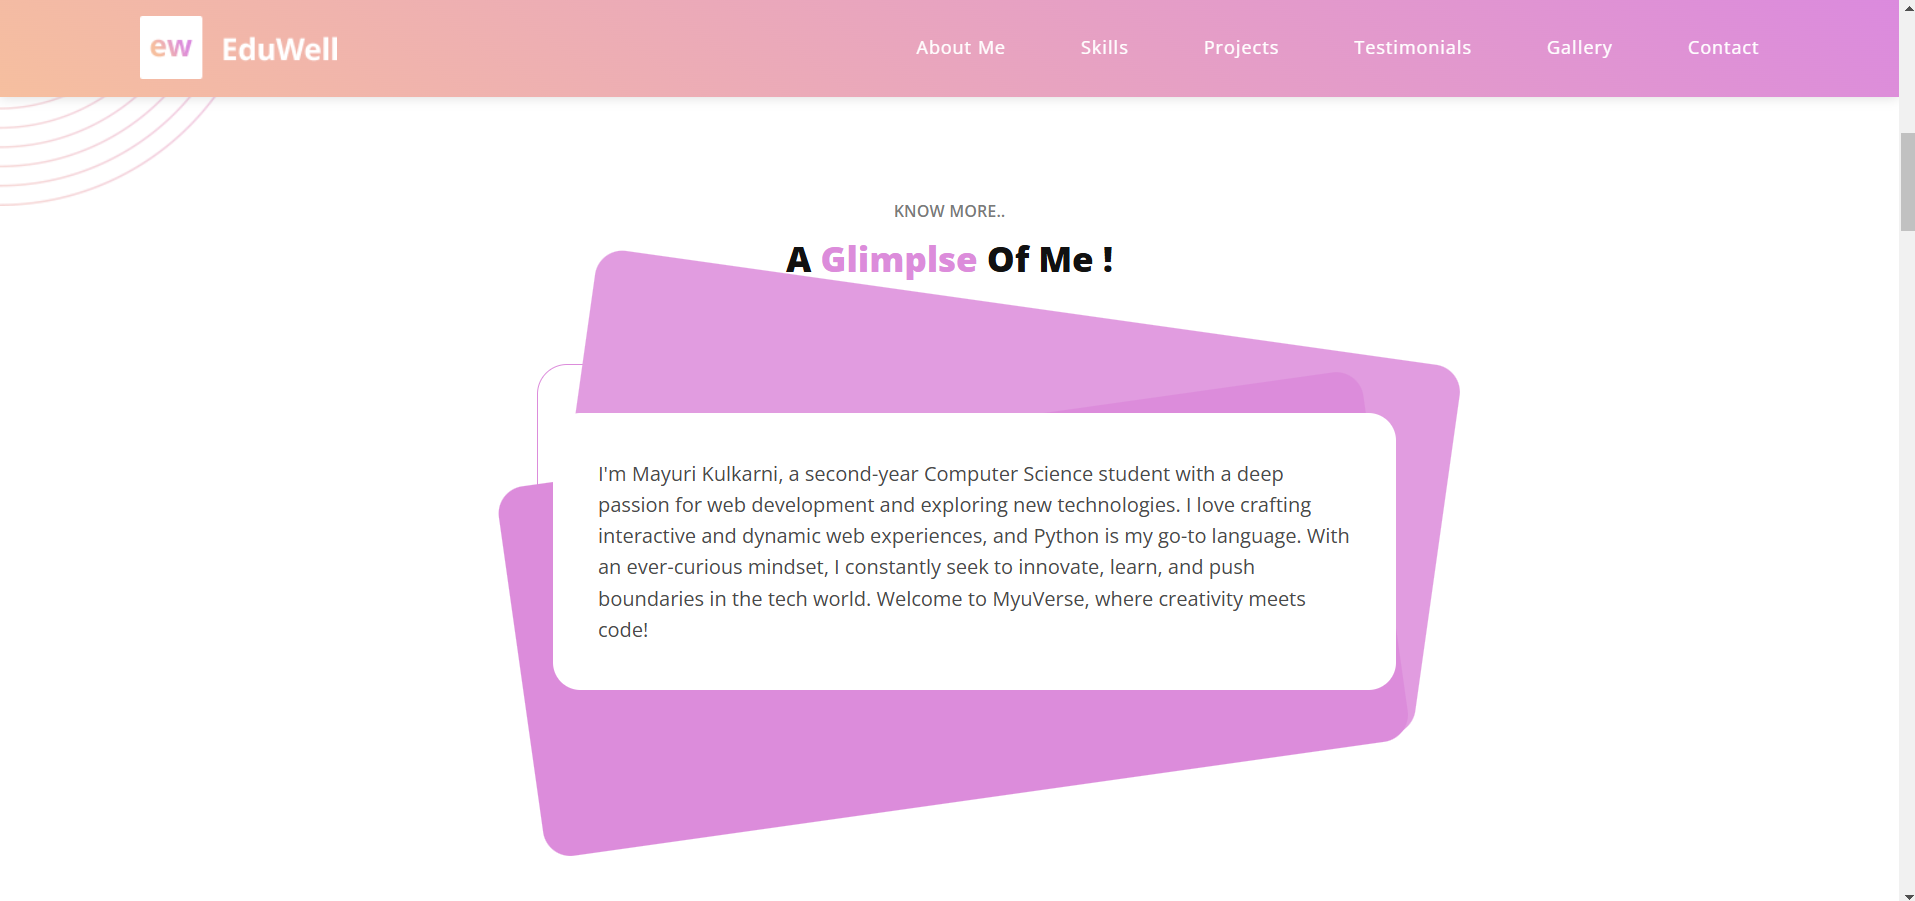 ew EduWell
About Me Skills Projects Testimonials Gallery Contact
KNOW MORE..
A Glimplse Of Me !
I'm Mayuri Kulkarni, a second-year Computer Science student with a deep
passion for web development and exploring new technologies. I love crafting
interactive and dynamic web experiences, and Python is my go-to language. With
an ever-curious mindset, I constantly seek to innovate, learn, and push
boundaries in the tech world. Welcome to MyuVerse, where creativity meets
code!